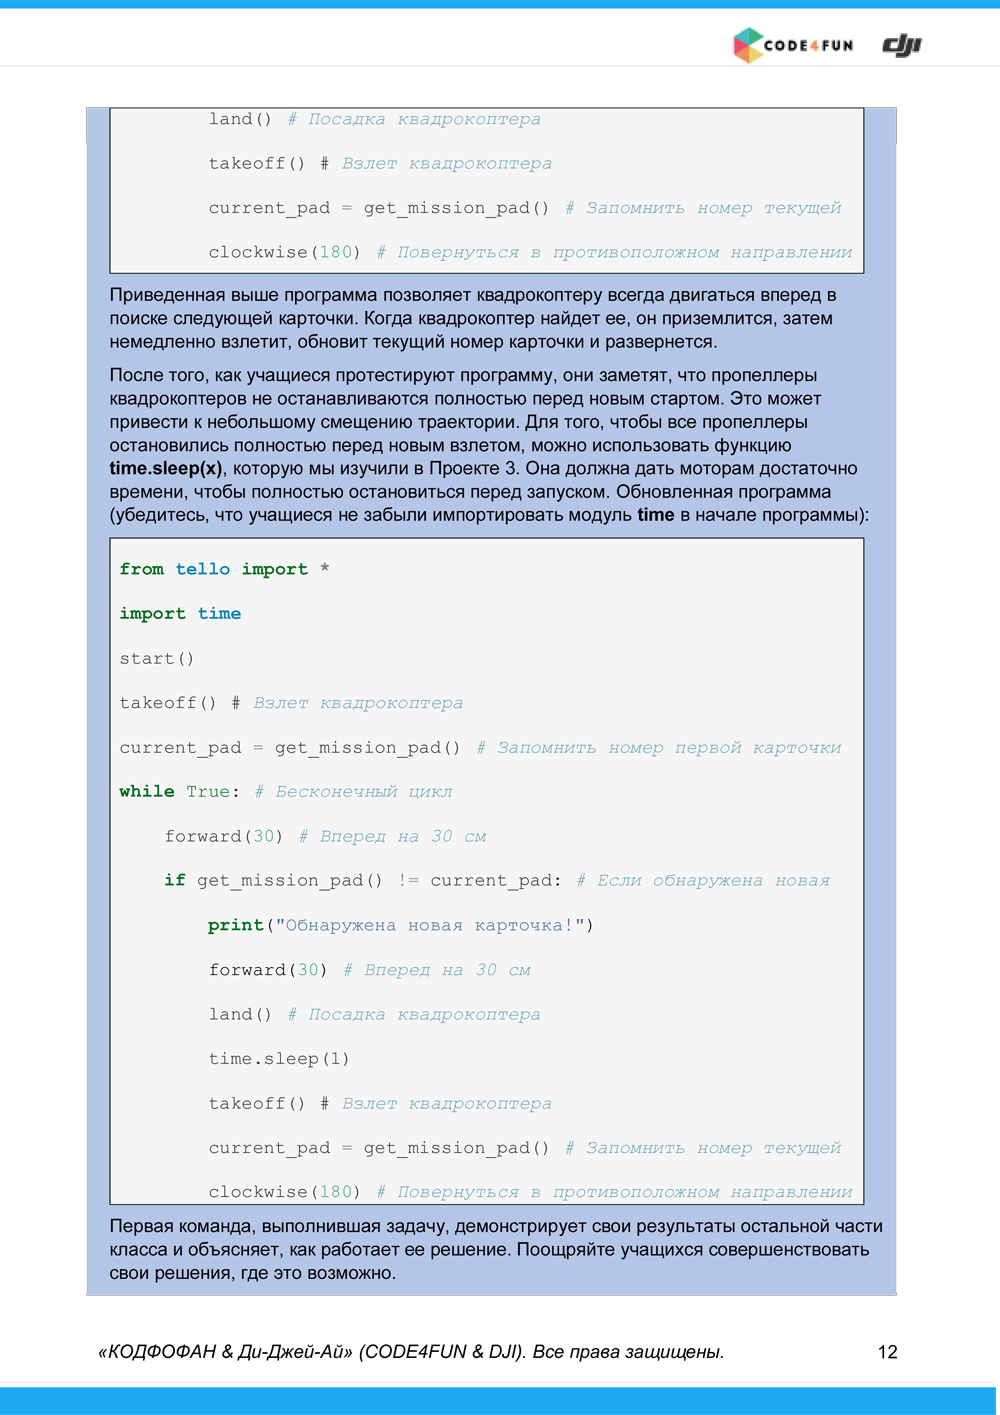 CODE4FUN dji
land() # Посадка квадрокоптера
takeoff() # Взлет квадрокоптера
current_pad = get_mission_pad() # Запомнить номер текущей
clockwise(180) # Повернуться в противоположном направлении
Приведенная выше программа позволяет квадрокоптеру всегда двигаться вперед в
поиске следующей карточки. Когда квадрокоптер найдет ее, он приземлится, затем
немедленно взлетит, обновит текущий номер карточки и развернется.
После того, как учащиеся протестируют программу, они заметят, что пропеллеры
квадрокоптеров не останавливаются полностью перед новым стартом. Это может
привести к небольшому смещению траектории. Для того, чтобы все пропеллеры
остановились полностью перед новым взлетом, можно использовать функцию
time.sleep(x), которую мы изучили в Проекте 3. Она должна дать моторам достаточно
времени, чтобы полностью остановиться перед запуском. Обновленная программа
(убедитесь, что учащиеся не забыли импортировать модуль time в начале программы):
from tello import *
import time
start()
takeoff() # Взлет квадрокоптера
current_pad = get_mission_pad() # Запомнить номер первой карточки
while True: # Бесконечный цикл
forward(30) # Вперед на 30 см
if get_mission_pad() != current_pad: # Если обнаружена новая
print("Обнаружена новая карточка!")
forward(30) # Вперед на 30 см
land() # Посадка квадрокоптера
time.sleep(1)
takeoff() # Взлет квадрокоптера
current_pad = get_mission_pad() # Запомнить номер текущей
clockwise(180) # Повернуться в противоположном направлении
Первая команда, выполнившая задачу, демонстрирует свои результаты остальной части
класса и объясняет, как работает ее решение. Поощряйте учащихся совершенствовать
свои решения, где это возможно.
«КОДФОФАН & Ди-Джей-Ай» (CODE4FUN & DJI). Все права защищены. 12